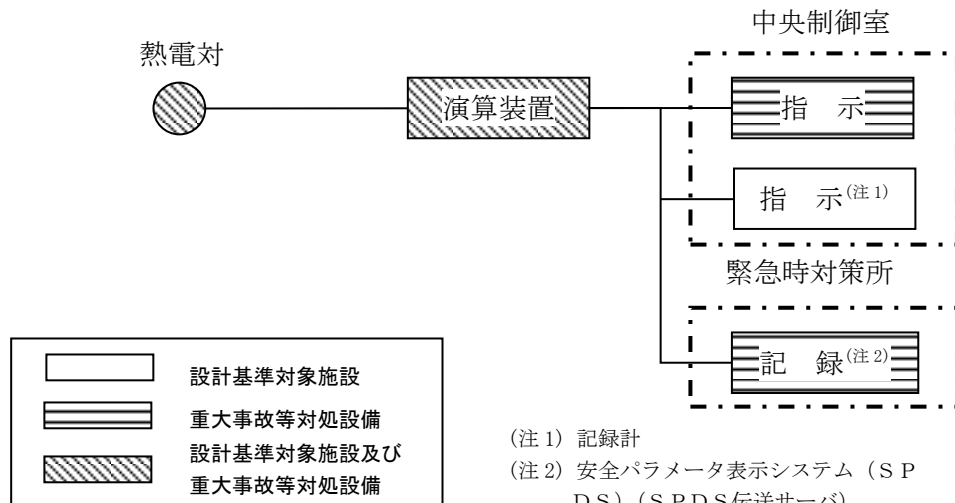 中央制御室
熱電対
演算装置
指 示
指 示(注1)
緊急時対策所
記 録(注2)
設計基準対象施設
重大事故等対処設備
設計基準対象施設及び
重大事故等対処設備
(注1) 記録計
(注2) 安全パラメータ表示システム（ＳＰ
ＤＳ）（ＳＰＤＳ伝送サーバ）